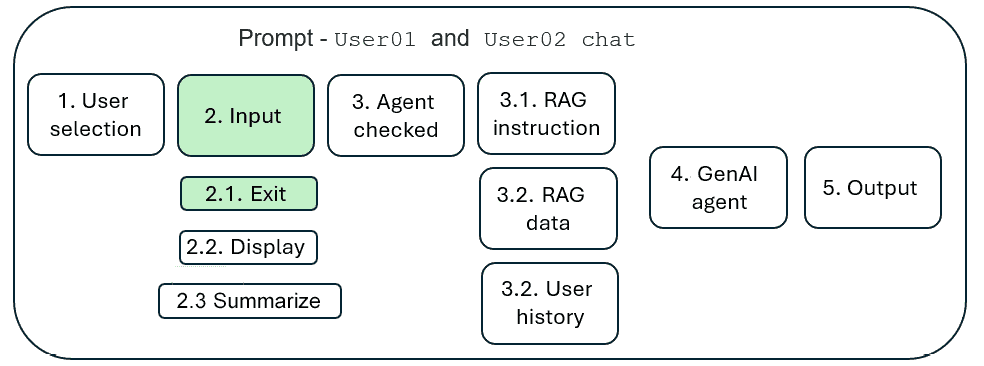 Prompt - User01 and User02 chat
1. User
selection
2. Input
3. Agent
checked
3.1. RAG
instruction
2.1. Exit
2.2. Display
2.3 Summarize
3.2. RAG
data
3.2. User
history
4. GenAI
agent
5. Output